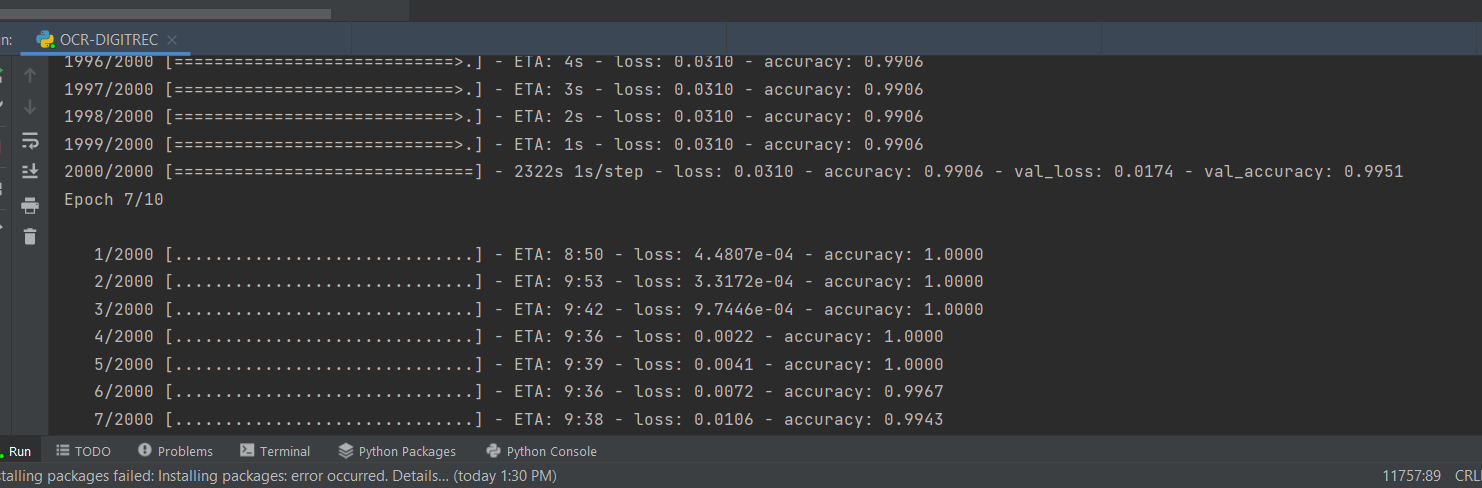 n: OCR-DIGITREC
1996/2000 [============================>.] - ETA: 4s - loss: 0.0310 - accuracy: 0.9906
1997/2000 [============================>.] - ETA: 3s - loss: 0.0310 - accuracy: 0.9906
1998/2000 [============================>.] - ETA: 2s - loss: 0.0310 - accuracy: 0.9906
1999/2000 [============================>.] - ETA: 1s - loss: 0.0310 - accuracy: 0.9906
2000/2000 [==============================] - 2322s 1s/step - loss: 0.0310 - accuracy: 0.9906 - val_loss: 0.0174 - val_accuracy: 0.9951
Epoch 7/10
1/2000 [..............................] - ETA: 8:50 - loss: 4.4807e-04 - accuracy: 1.0000
2/2000 [..............................] - ETA: 9:53 - loss: 3.3172e-04 - accuracy: 1.0000
3/2000 [..............................] - ETA: 9:42 - loss: 9.7446e-04 - accuracy: 1.0000
4/2000 [..............................] - ETA: 9:36 - loss: 0.0022 - accuracy: 1.0000
5/2000 [..............................] - ETA: 9:39 - loss: 0.0041 - accuracy: 1.0000
6/2000 [..............................] - ETA: 9:36 - loss: 0.0072 - accuracy: 0.9967
7/2000 [..............................] - ETA: 9:38 - loss: 0.0106 - accuracy: 0.9943
Run TODO Problems Terminal Python Packages Python Console
stalling packages failed: Installing packages: error occurred. Details... (today 1:30 PM) 11757:89 CRL